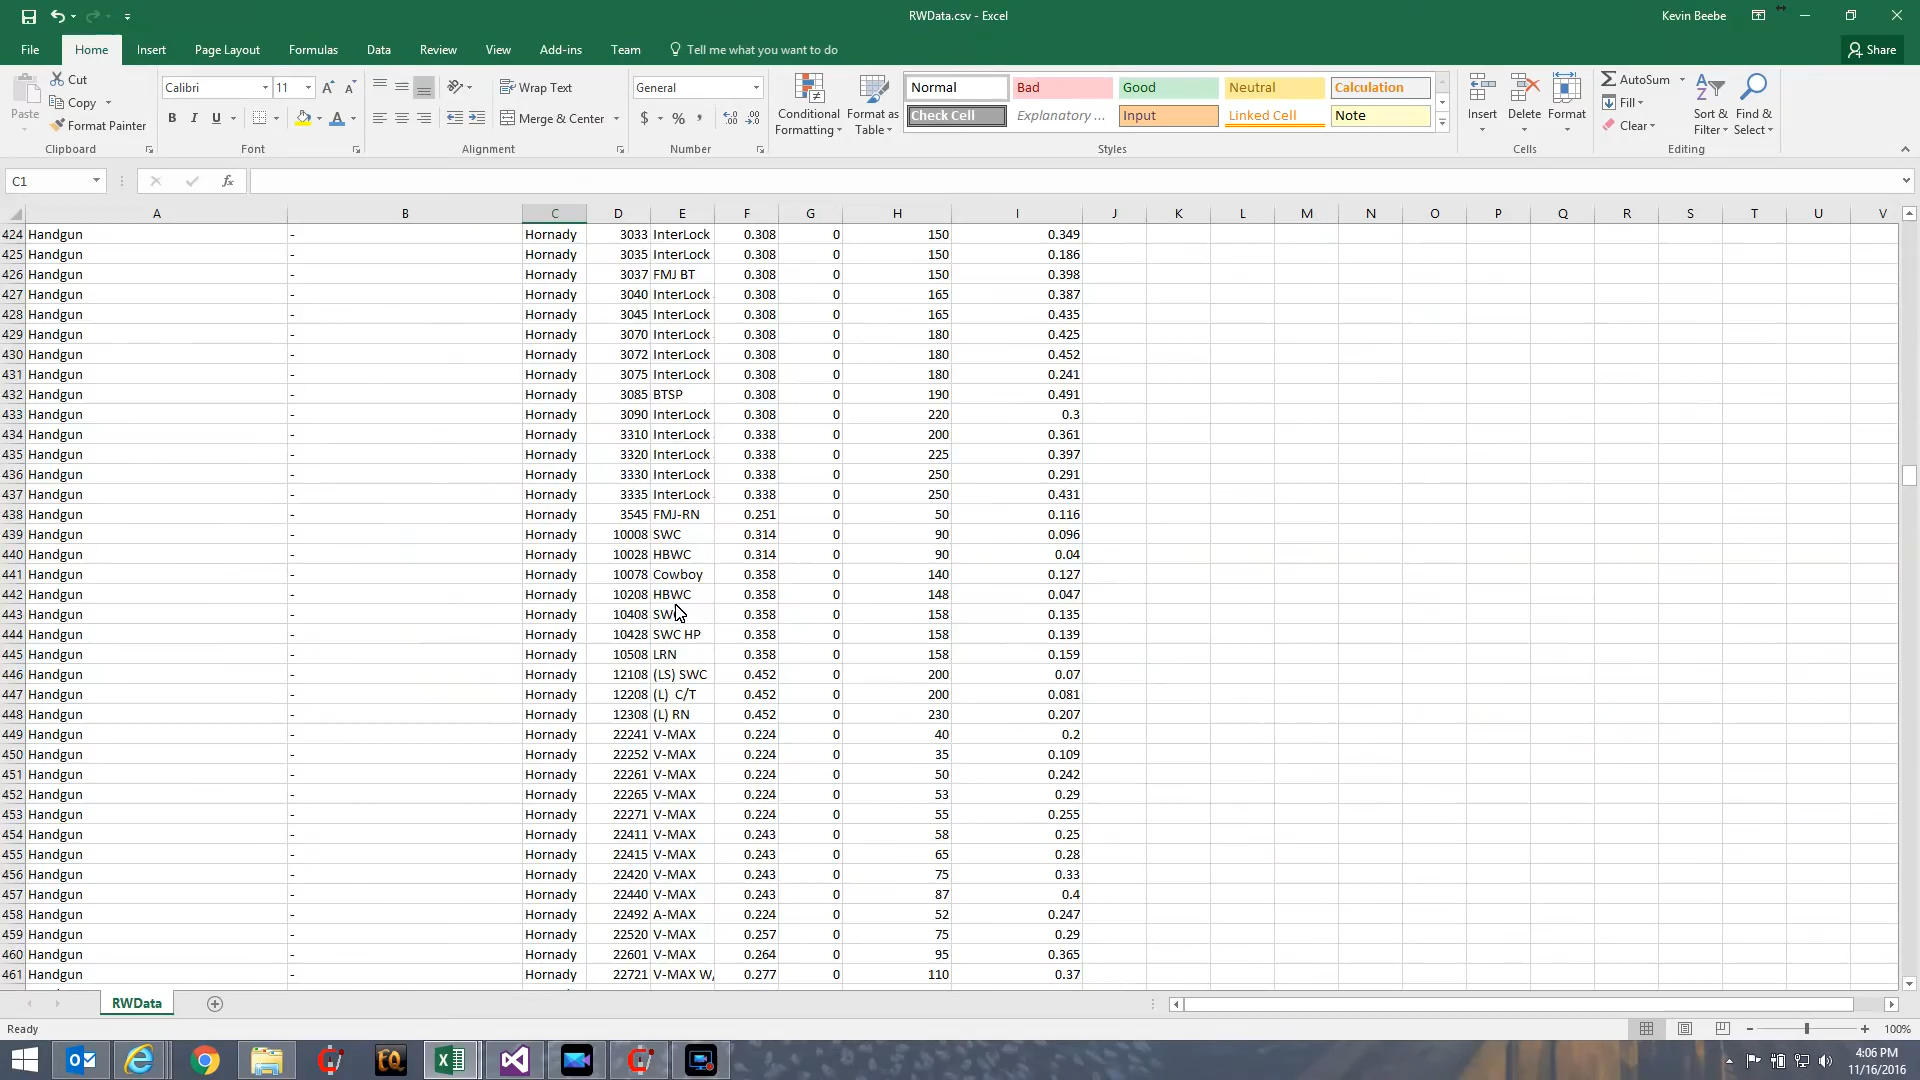 RWData.csv - Excel
Kevin Beebe
File Home Insert Page Layout Formulas Data Review View Add-ins Team Tell me what you want to do Share
Paste
Cut
Copy
Format Painter
Clipboard
Calibri 11 A A
B I U A
Font
Wrap Text
Merge & Center
Alignment
General
$ % ,
Number
Conditional Formatting
Format as Table
Normal Bad Good Neutral Calculation
Check Cell Explanatory ... Input Linked Cell Note
Styles
Insert Delete Format
Cells
AutoSum
Fill
Clear
Sort & Filter
Find & Select
Editing
C1 fx
A B C D E F G H I J K L M N O P Q R S T U V
424 Handgun - Hornady 3033 InterLock 0.308 0 150 0.349
425 Handgun - Hornady 3035 InterLock 0.308 0 150 0.186
426 Handgun - Hornady 3037 FMJ BT 0.308 0 150 0.398
427 Handgun - Hornady 3040 InterLock 0.308 0 165 0.387
428 Handgun - Hornady 3045 InterLock 0.308 0 165 0.435
429 Handgun - Hornady 3070 InterLock 0.308 0 180 0.425
430 Handgun - Hornady 3072 InterLock 0.308 0 180 0.452
431 Handgun - Hornady 3075 InterLock 0.308 0 180 0.241
432 Handgun - Hornady 3085 BTSP 0.308 0 190 0.491
433 Handgun - Hornady 3090 InterLock 0.308 0 220 0.3
434 Handgun - Hornady 3310 InterLock 0.338 0 200 0.361
435 Handgun - Hornady 3320 InterLock 0.338 0 225 0.397
436 Handgun - Hornady 3330 InterLock 0.338 0 250 0.291
437 Handgun - Hornady 3335 InterLock 0.338 0 250 0.431
438 Handgun - Hornady 3545 FMJ-RN 0.251 0 50 0.116
439 Handgun - Hornady 10008 SWC 0.314 0 90 0.096
440 Handgun - Hornady 10028 HBWC 0.314 0 90 0.04
441 Handgun - Hornady 10078 Cowboy 0.358 0 140 0.127
442 Handgun - Hornady 10208 HBWC 0.358 0 148 0.047
443 Handgun - Hornady 10408 SWC 0.358 0 158 0.135
444 Handgun - Hornady 10428 SWC HP 0.358 0 158 0.139
445 Handgun - Hornady 10508 LRN 0.358 0 158 0.159
446 Handgun - Hornady 12108 (LS) SWC 0.452 0 200 0.07
447 Handgun - Hornady 12208 (L) C/T 0.452 0 200 0.081
448 Handgun - Hornady 12308 (L) RN 0.452 0 230 0.207
449 Handgun - Hornady 22241 V-MAX 0.224 0 40 0.2
450 Handgun - Hornady 22252 V-MAX 0.224 0 35 0.109
451 Handgun - Hornady 22261 V-MAX 0.224 0 50 0.242
452 Handgun - Hornady 22265 V-MAX 0.224 0 53 0.29
453 Handgun - Hornady 22271 V-MAX 0.224 0 55 0.255
454 Handgun - Hornady 22411 V-MAX 0.243 0 58 0.25
455 Handgun - Hornady 22415 V-MAX 0.243 0 65 0.28
456 Handgun - Hornady 22420 V-MAX 0.243 0 75 0.33
457 Handgun - Hornady 22440 V-MAX 0.243 0 87 0.4
458 Handgun - Hornady 22492 A-MAX 0.224 0 52 0.247
459 Handgun - Hornady 22520 V-MAX 0.257 0 75 0.29
460 Handgun - Hornady 22601 V-MAX 0.264 0 95 0.365
461 Handgun - Hornady 22721 V-MAX W/ 0.277 0 110 0.37
RWData
Ready 100%
4:06 PM
11/16/2016